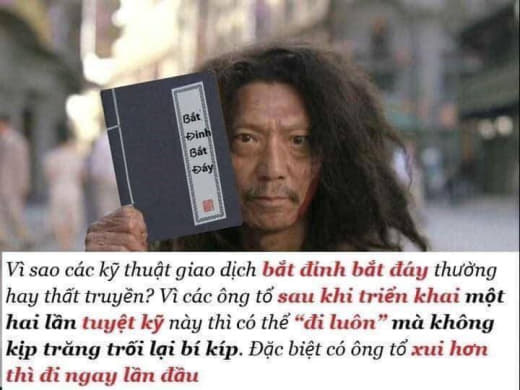 Bắt
Đỉnh
Bắt
Đáy
Vì sao các kỹ thuật giao dịch bắt đỉnh bắt đáy thường
hay thất truyền? Vì các ông tổ sau khi triển khai một
hai lần tuyệt kỹ này thì có thể “đi luôn” mà không
kịp trăng trối lại bí kíp. Đặc biệt có ông tổ xui hơn
thì đi ngay lần đầu